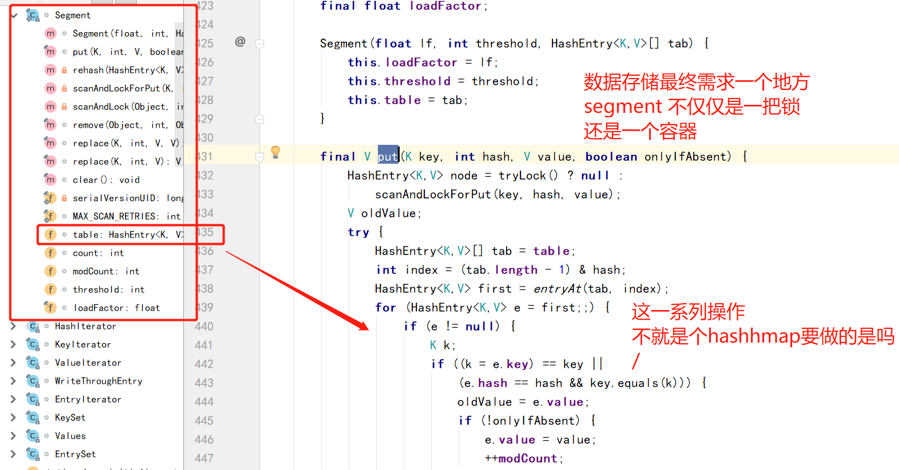 Segment
Segment(float, int, Ha
put(K, int, V, boolean
rehash(HashEntry<K, V>
scanAndLockForPut(K,
scanAndLock(Object, in
remove(Object, int, Ob
replace(K, int, V, V):
replace(K, int, V): V
clear(): void
serialVersionUID: long
MAX_SCAN_RETRIES: int
table: HashEntry<K, V>
count: int
modCount: int
threshold: int
loadFactor: float
HashIterator
KeyIterator
ValueIterator
WriteThroughEntry
EntryIterator
KeySet
Values
EntrySet
423 final float loadFactor;
424
425 @ Segment(float lf, int threshold, HashEntry<K,V>[] tab) {
426 this.loadFactor = lf;
427 this.threshold = threshold;
428 this.table = tab;
429 }
430
431 final V put(K key, int hash, V value, boolean onlyIfAbsent) {
432 HashEntry<K,V> node = tryLock() ? null :
433 scanAndLockForPut(key, hash, value);
434 V oldValue;
435 try {
436 HashEntry<K,V>[] tab = table;
437 int index = (tab.length - 1) & hash;
438 HashEntry<K,V> first = entryAt(tab, index);
439 for (HashEntry<K,V> e = first;;) {
440 if (e != null) {
441 K k;
442 if ((k = e.key) == key ||
443 (e.hash == hash && key.equals(k))) {
444 oldValue = e.value;
445 if (!onlyIfAbsent) {
446 e.value = value;
447 ++modCount;
数据存储最终需求一个地方
segment 不仅仅是一把锁
还是一个容器
这一系列操作
不就是个hashhmap要做的是吗
/